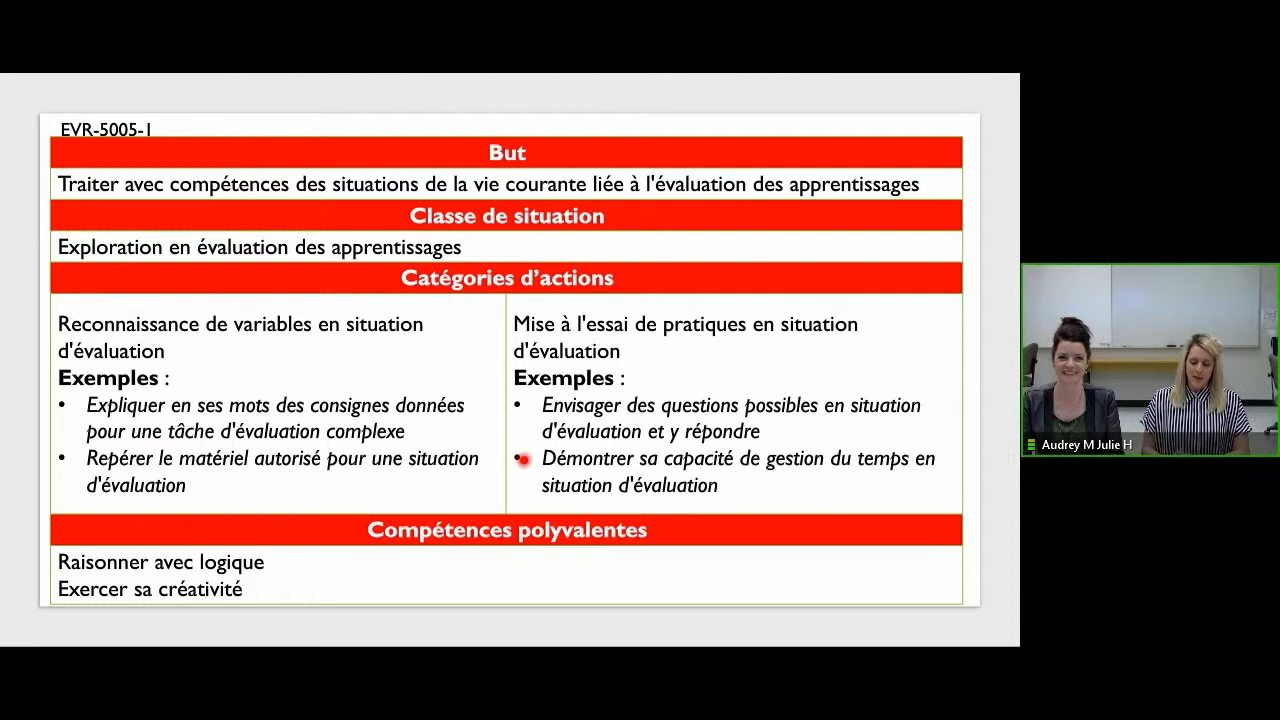 EVR-5005-1
But
Traiter avec compétences des situations de la vie courante liée à l'évaluation des apprentissages
Classe de situation
Exploration en évaluation des apprentissages
Catégories d'actions
Reconnaissance de variables en situation
d'évaluation
Exemples :
• Expliquer en ses mots des consignes données
pour une tâche d'évaluation complexe
• Repérer le matériel autorisé pour une situation
d'évaluation
Mise à l'essai de pratiques en situation
d'évaluation
Exemples :
• Envisager des questions possibles en situation
d'évaluation et y répondre
• Démontrer sa capacité de gestion du temps en
situation d'évaluation
Compétences polyvalentes
Raisonner avec logique
Exercer sa créativité
Audrey M Julie H